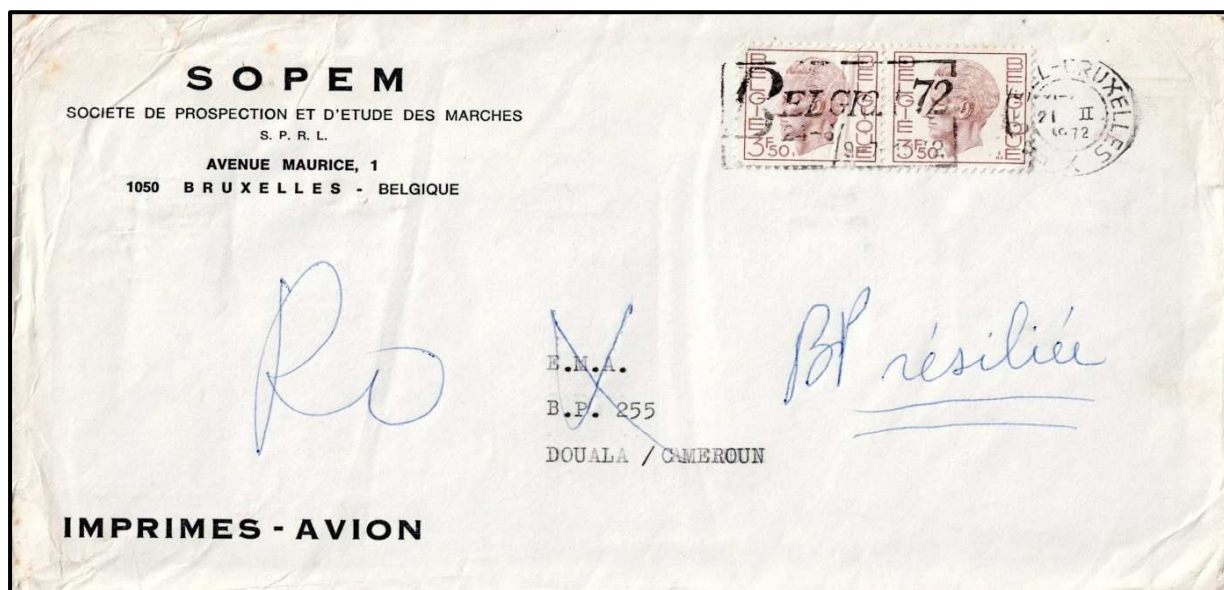 SOPEM
SOCIETE DE PROSPECTION ET D'ETUDE DES MARCHES
S. P. R. L.
AVENUE MAURICE, 1
1050 BRUXELLES - BELGIQUE
BELGIE BELGIQUE
3F50
BELGIE BELGIQUE
3F50
BELGICA 72
21 II
1972
Ro
BP résiliée
E.M.A.
B.P. 255
DOUALA / CAMEROUN
IMPRIMES - AVION